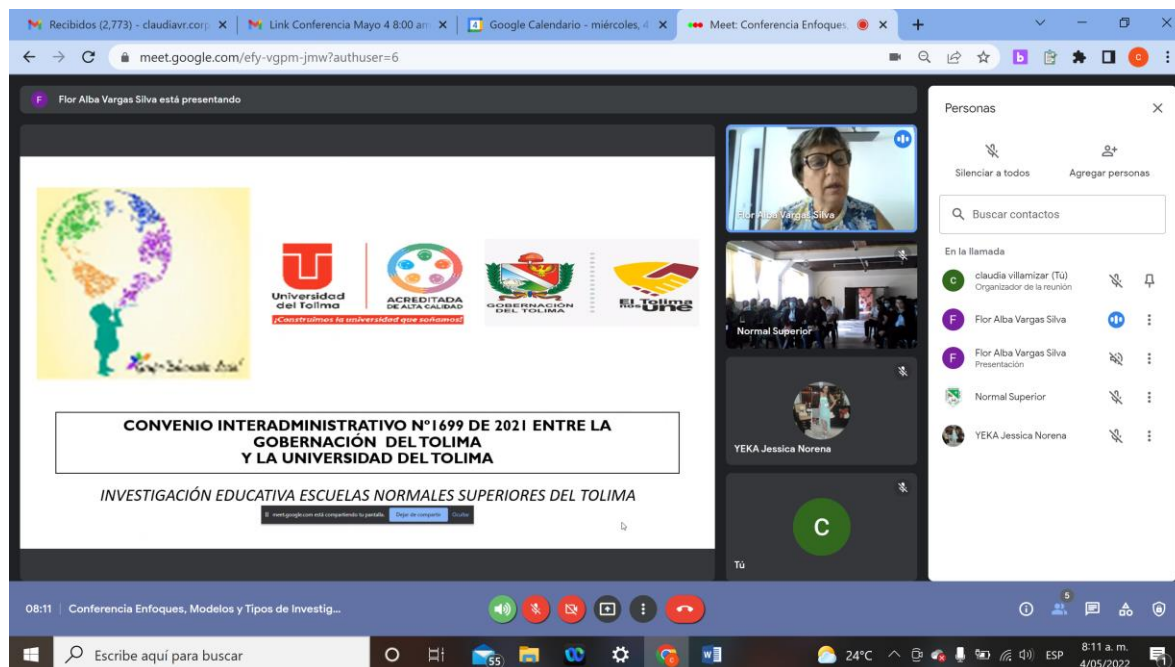 Recibidos (2,773) - claudiavr.corp
Link Conferencia Mayo 4 8:00 am
Google Calendario - miércoles, 4
Meet: Conferencia Enfoques,
meet.google.com/efy-vgpm-jmw?authuser=6
F Flor Alba Vargas Silva está presentando
Universidad
del Tolima
¡Construimos la universidad que soñamos!
ACREDITADA
DE ALTA CALIDAD
GOBERNACIÓN
DEL TOLIMA
El Tolima
nos Une
CONVENIO INTERADMINISTRATIVO Nº1699 DE 2021 ENTRE LA
GOBERNACIÓN DEL TOLIMA
Y LA UNIVERSIDAD DEL TOLIMA
INVESTIGACIÓN EDUCATIVA ESCUELAS NORMALES SUPERIORES DEL TOLIMA
meet.google.com está compartiendo tu pantalla. Dejar de compartir Ocultar
Flor Alba Vargas Silva
Normal Superior
YEKA Jessica Norena
C
Tú
Personas
Silenciar a todos
Agregar personas
Buscar contactos
En la llamada
C claudia villamizar (Tú)
Organizador de la reunión
F Flor Alba Vargas Silva
F Flor Alba Vargas Silva
Presentación
Normal Superior
YEKA Jessica Norena
08:11 | Conferencia Enfoques, Modelos y Tipos de Investig...
5
Escribe aquí para buscar
55
24°C
ESP
8:11 a. m.
4/05/2022